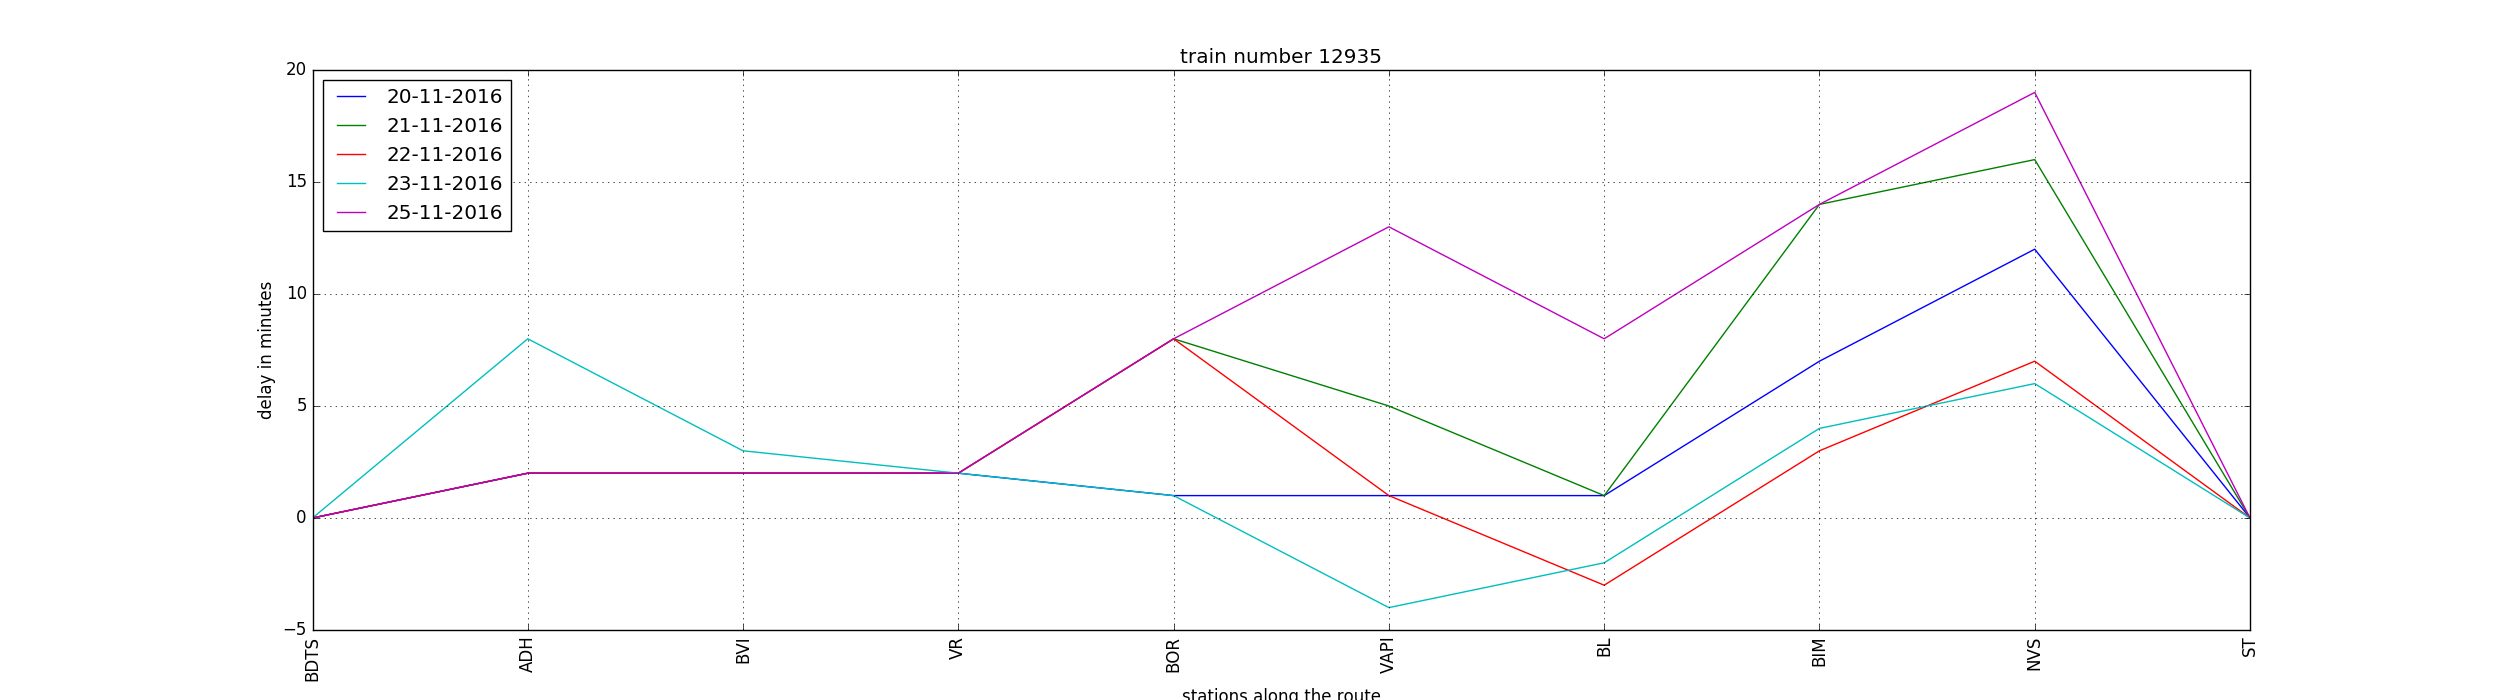 train number 12935
20
15
10
5
0
−5
delay in minutes
20-11-2016
21-11-2016
22-11-2016
23-11-2016
25-11-2016
BDTS
ADH
BVI
VR
BOR
VAPI
BL
BIM
NVS
ST
stations along the route